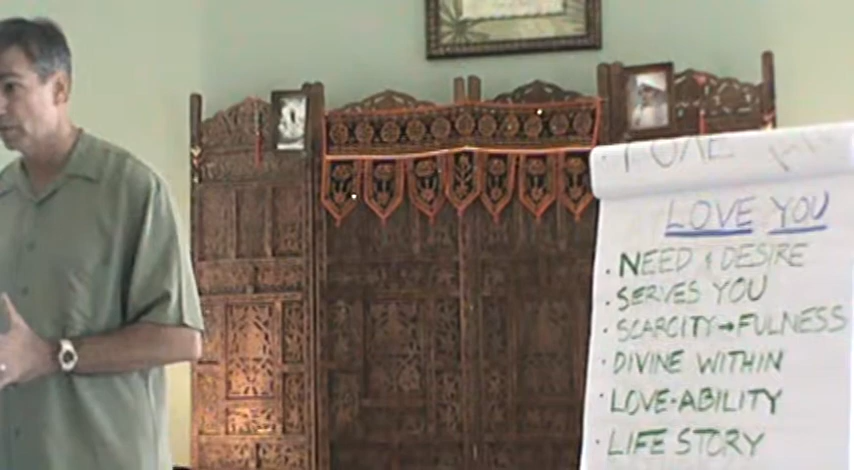 LOVE YOU
· NEED & DESIRE
· SERVES YOU
· SCARCITY→FULNESS
· DIVINE WITHIN
· LOVE-ABILITY
· LIFE STORY